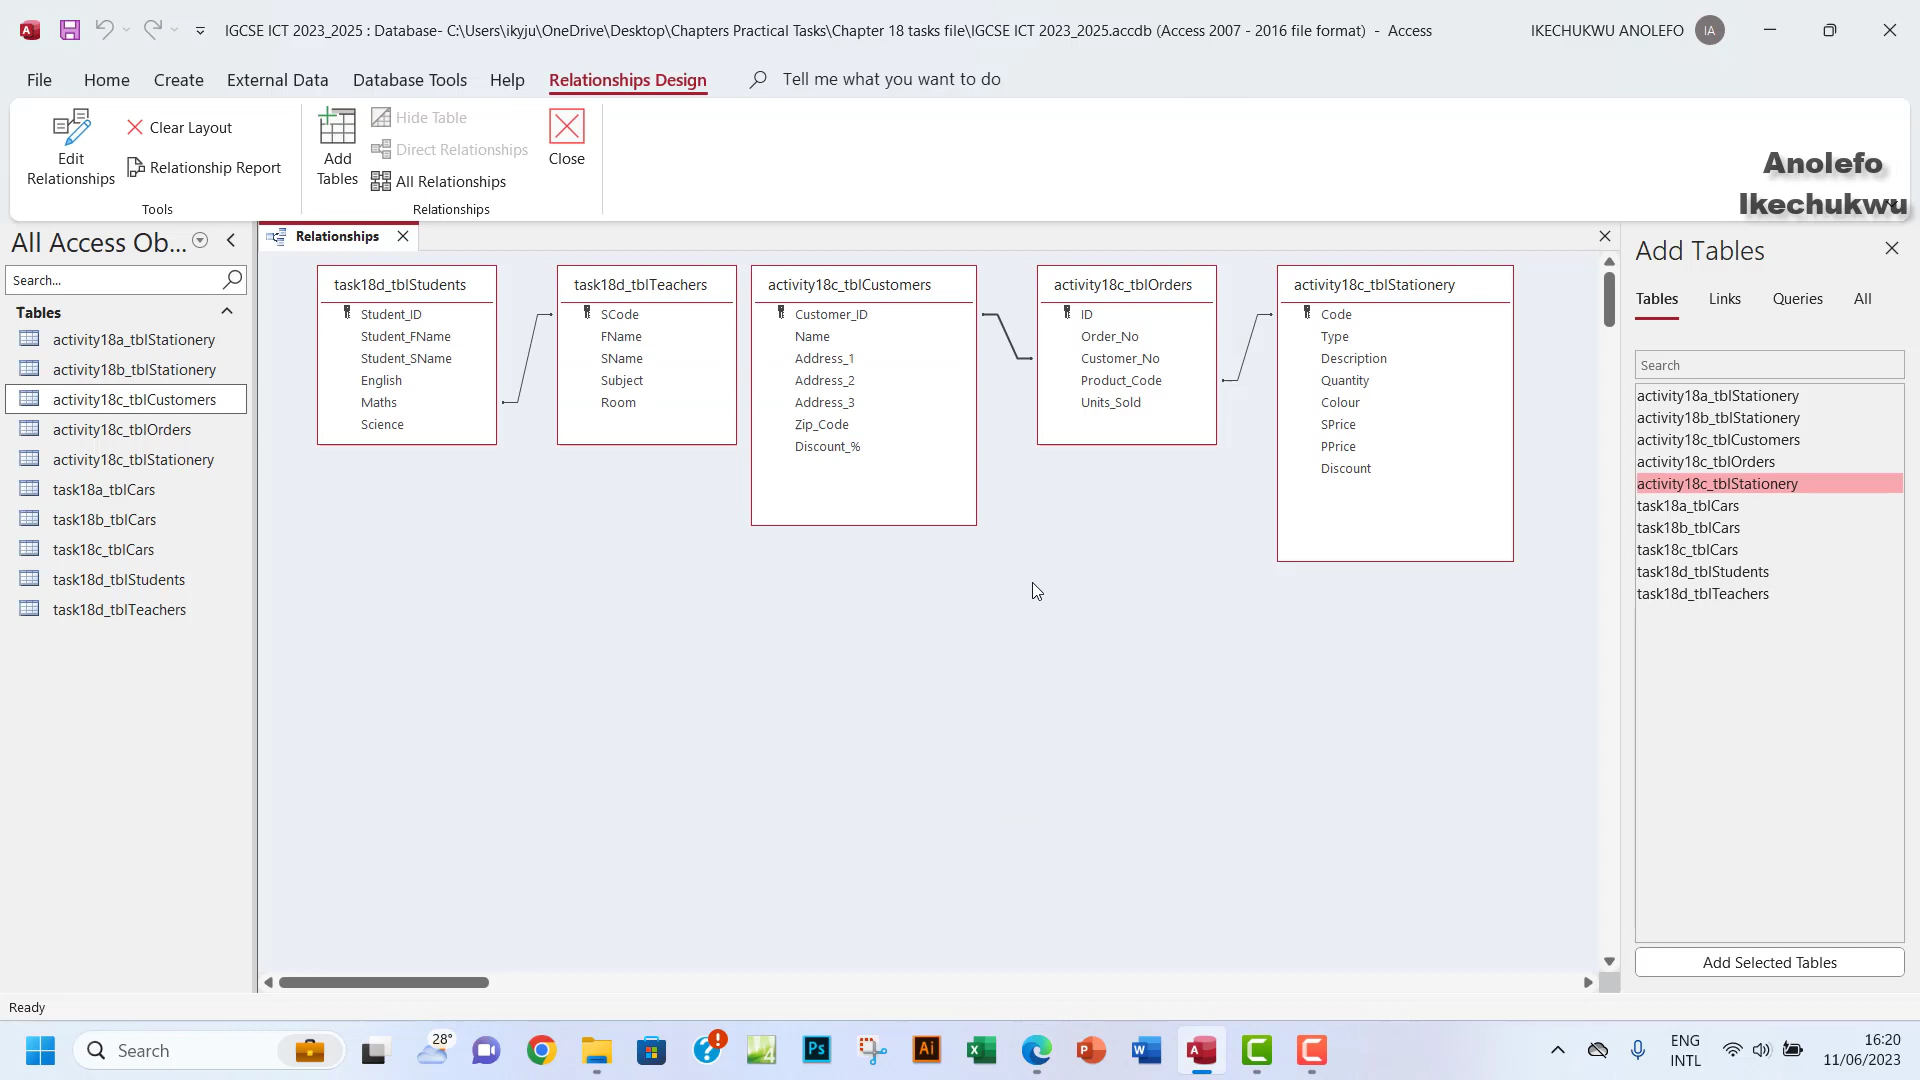 IGCSE ICT 2023_2025 : Database- C:\Users\ikyju\OneDrive\Desktop\Chapters Practical Tasks\Chapter 18 tasks file\IGCSE ICT 2023_2025.accdb (Access 2007 - 2016 file format) - Access
IKECHUKWU ANOLEFO
IA
File
Home
Create
External Data
Database Tools
Help
Relationships Design
Tell me what you want to do
Edit
Relationships
Clear Layout
Relationship Report
Tools
Add
Tables
Hide Table
Direct Relationships
All Relationships
Relationships
Close
Anolefo
Ikechukwu
All Access Ob...
Search...
Tables
activity18a_tblStationery
activity18b_tblStationery
activity18c_tblCustomers
activity18c_tblOrders
activity18c_tblStationery
task18a_tblCars
task18b_tblCars
task18c_tblCars
task18d_tblStudents
task18d_tblTeachers
Relationships
task18d_tblStudents
Student_ID
Student_FName
Student_SName
English
Maths
Science
task18d_tblTeachers
SCode
FName
SName
Subject
Room
activity18c_tblCustomers
Customer_ID
Name
Address_1
Address_2
Address_3
Zip_Code
Discount_%
activity18c_tblOrders
ID
Order_No
Customer_No
Product_Code
Units_Sold
activity18c_tblStationery
Code
Type
Description
Quantity
Colour
SPrice
PPrice
Discount
Add Tables
Tables
Links
Queries
All
Search
activity18a_tblStationery
activity18b_tblStationery
activity18c_tblCustomers
activity18c_tblOrders
activity18c_tblStationery
task18a_tblCars
task18b_tblCars
task18c_tblCars
task18d_tblStudents
task18d_tblTeachers
Add Selected Tables
Ready
Search
28°
4
Ps
Ai
X
P
W
A
C
C
ENG
INTL
16:20
11/06/2023